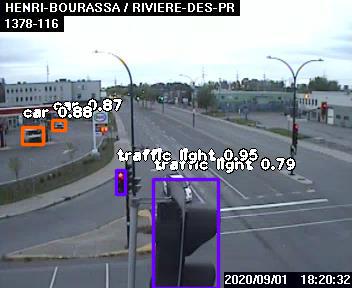 HENRI-BOURASSA / RIVIERE-DES-PR
1378-116
car 0.87
car 0.88
traffic light 0.95
traffic light 0.79
2020/09/01 18:20:32